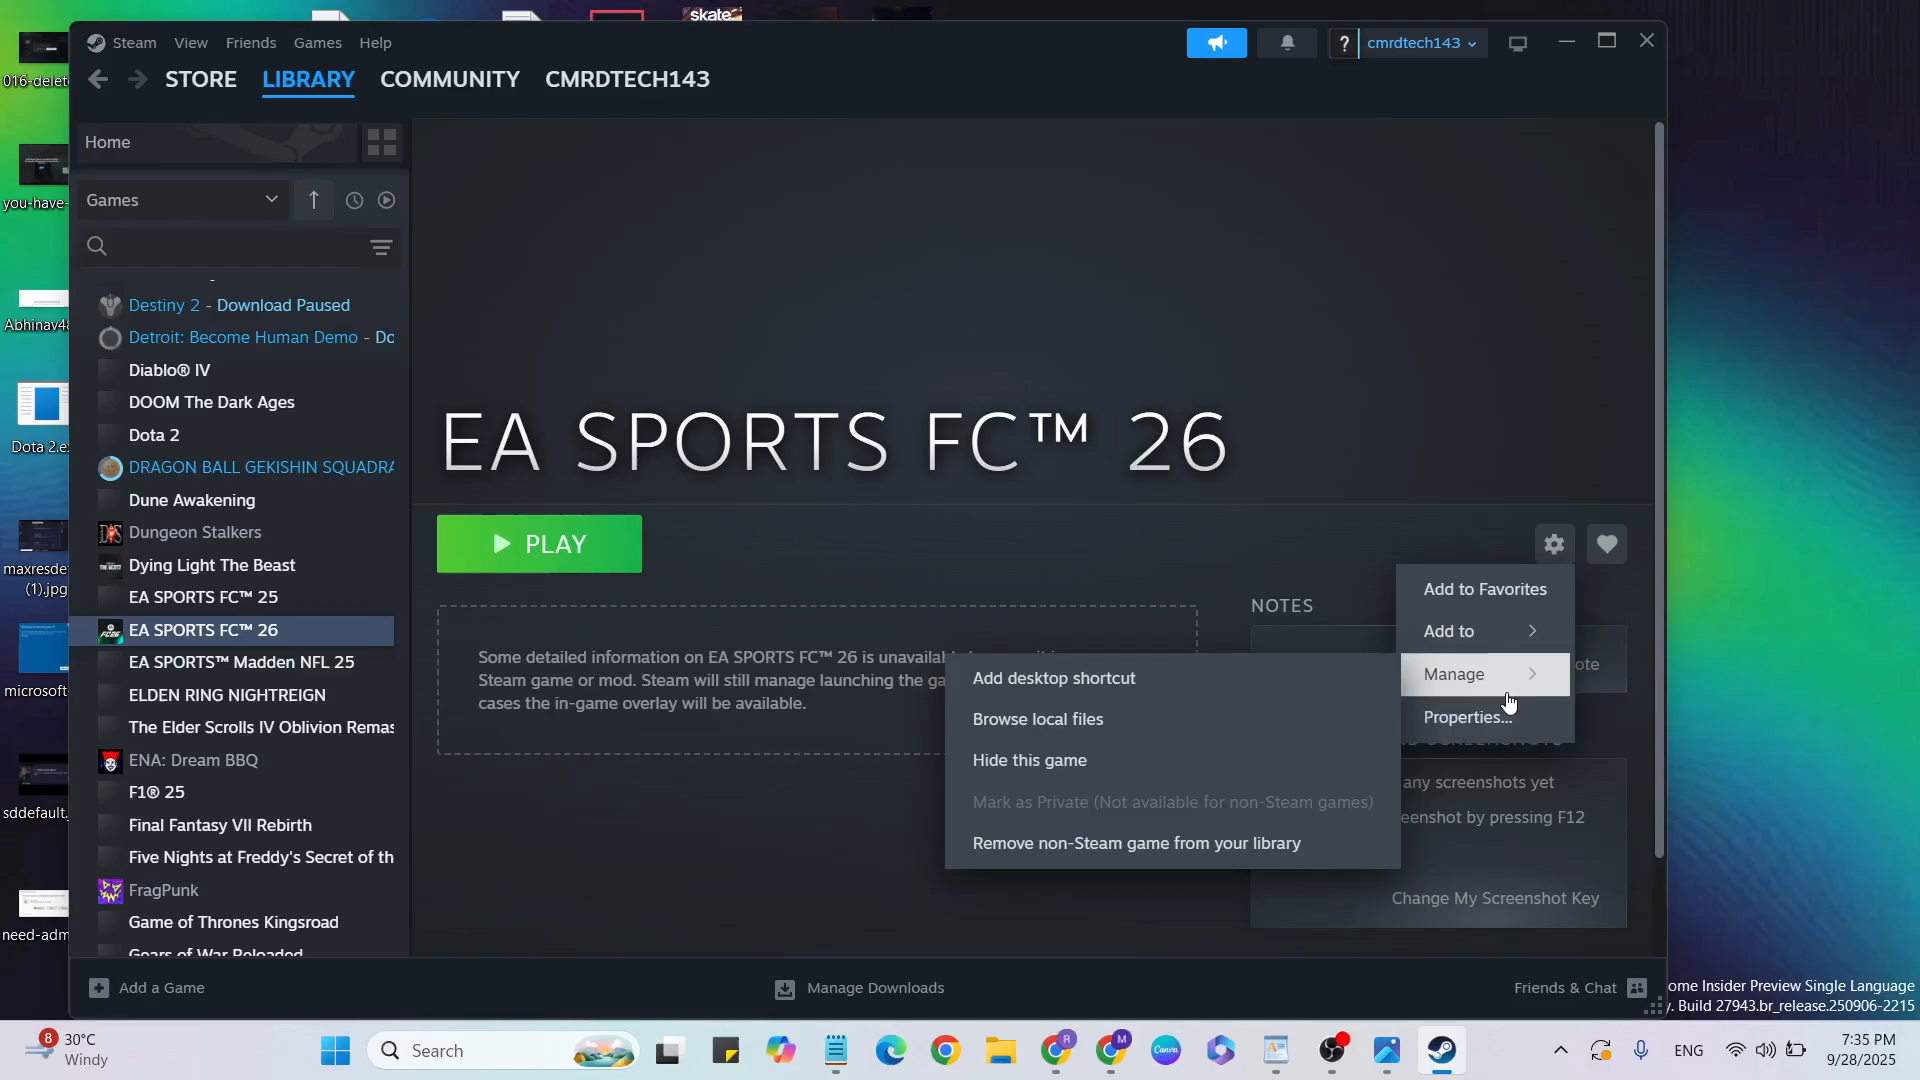 skate.
016-delet
you-have-
Abhinav48
Dota 2.e
maxresdef
(1).jpg
microsoft-
sddefault.
need-adm
Steam View Friends Games Help
? cmrdtech143
STORE LIBRARY COMMUNITY CMRDTECH143
Home
Games
Destiny 2 - Download Paused
Detroit: Become Human Demo - Do
Diablo® IV
DOOM The Dark Ages
Dota 2
DRAGON BALL GEKISHIN SQUADRA
Dune Awakening
Dungeon Stalkers
Dying Light The Beast
EA SPORTS FC™ 25
EA SPORTS FC™ 26
EA SPORTS™ Madden NFL 25
ELDEN RING NIGHTREIGN
The Elder Scrolls IV Oblivion Remas
ENA: Dream BBQ
F1® 25
Final Fantasy VII Rebirth
Five Nights at Freddy's Secret of th
FragPunk
Game of Thrones Kingsroad
Gears of War Reloaded
EA SPORTS FC™ 26
PLAY
Some detailed information on EA SPORTS FC™ 26 is unavailab
Steam game or mod. Steam will still manage launching the ga
cases the in-game overlay will be available.
NOTES
ote
Add to Favorites
Add to
Manage
Properties...
Add desktop shortcut
Browse local files
Hide this game
Mark as Private (Not available for non-Steam games)
Remove non-Steam game from your library
any screenshots yet
eenshot by pressing F12
Change My Screenshot Key
Add a Game
Manage Downloads
Friends & Chat
ome Insider Preview Single Language
y. Build 27943.br_release.250906-2215
8 30°C
Windy
Search
R
M
Canva
ENG
7:35 PM
9/28/2025